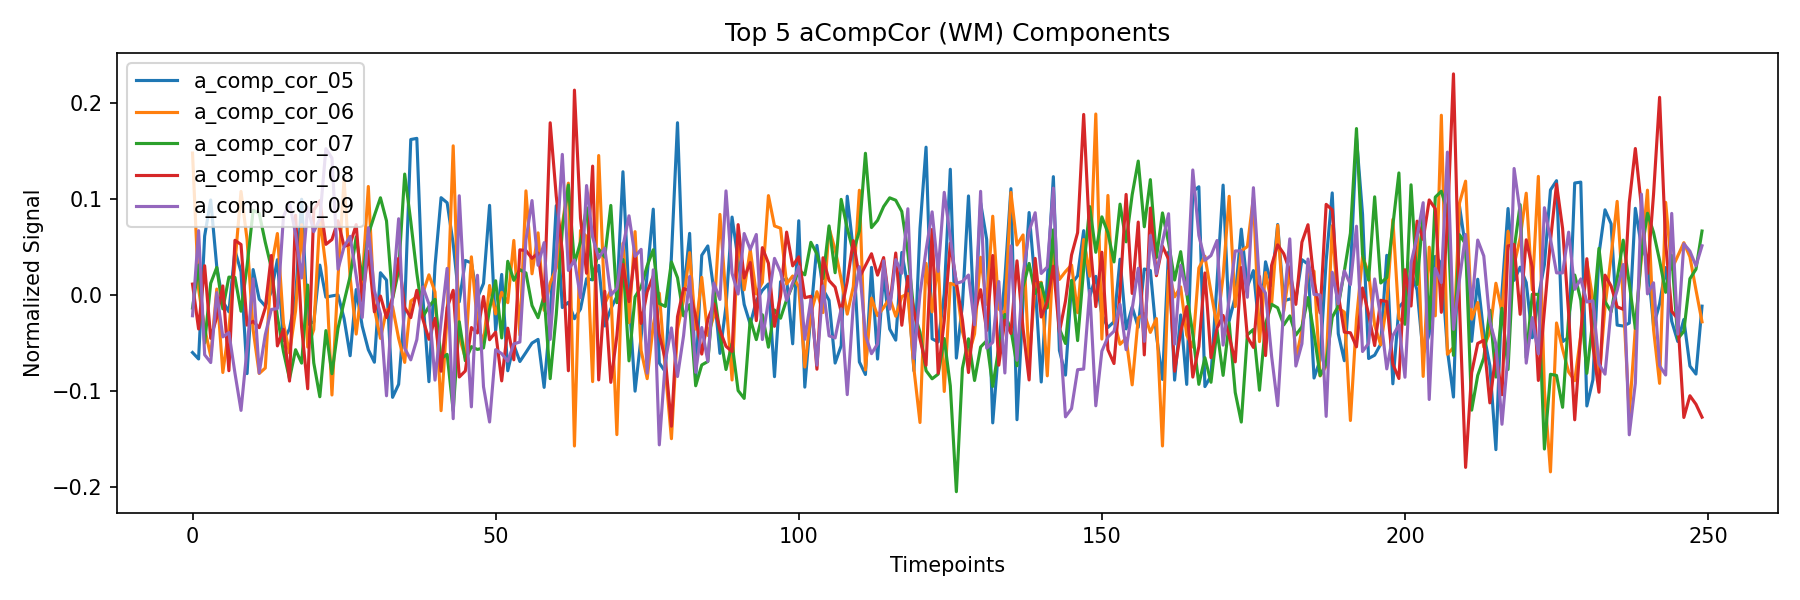 Top 5 aCompCor (WM) Components
a_comp_cor_05
a_comp_cor_06
a_comp_cor_07
a_comp_cor_08
a_comp_cor_09
Normalized Signal
0.2
0.1
0.0
−0.1
−0.2
0 50 100 150 200 250
Timepoints